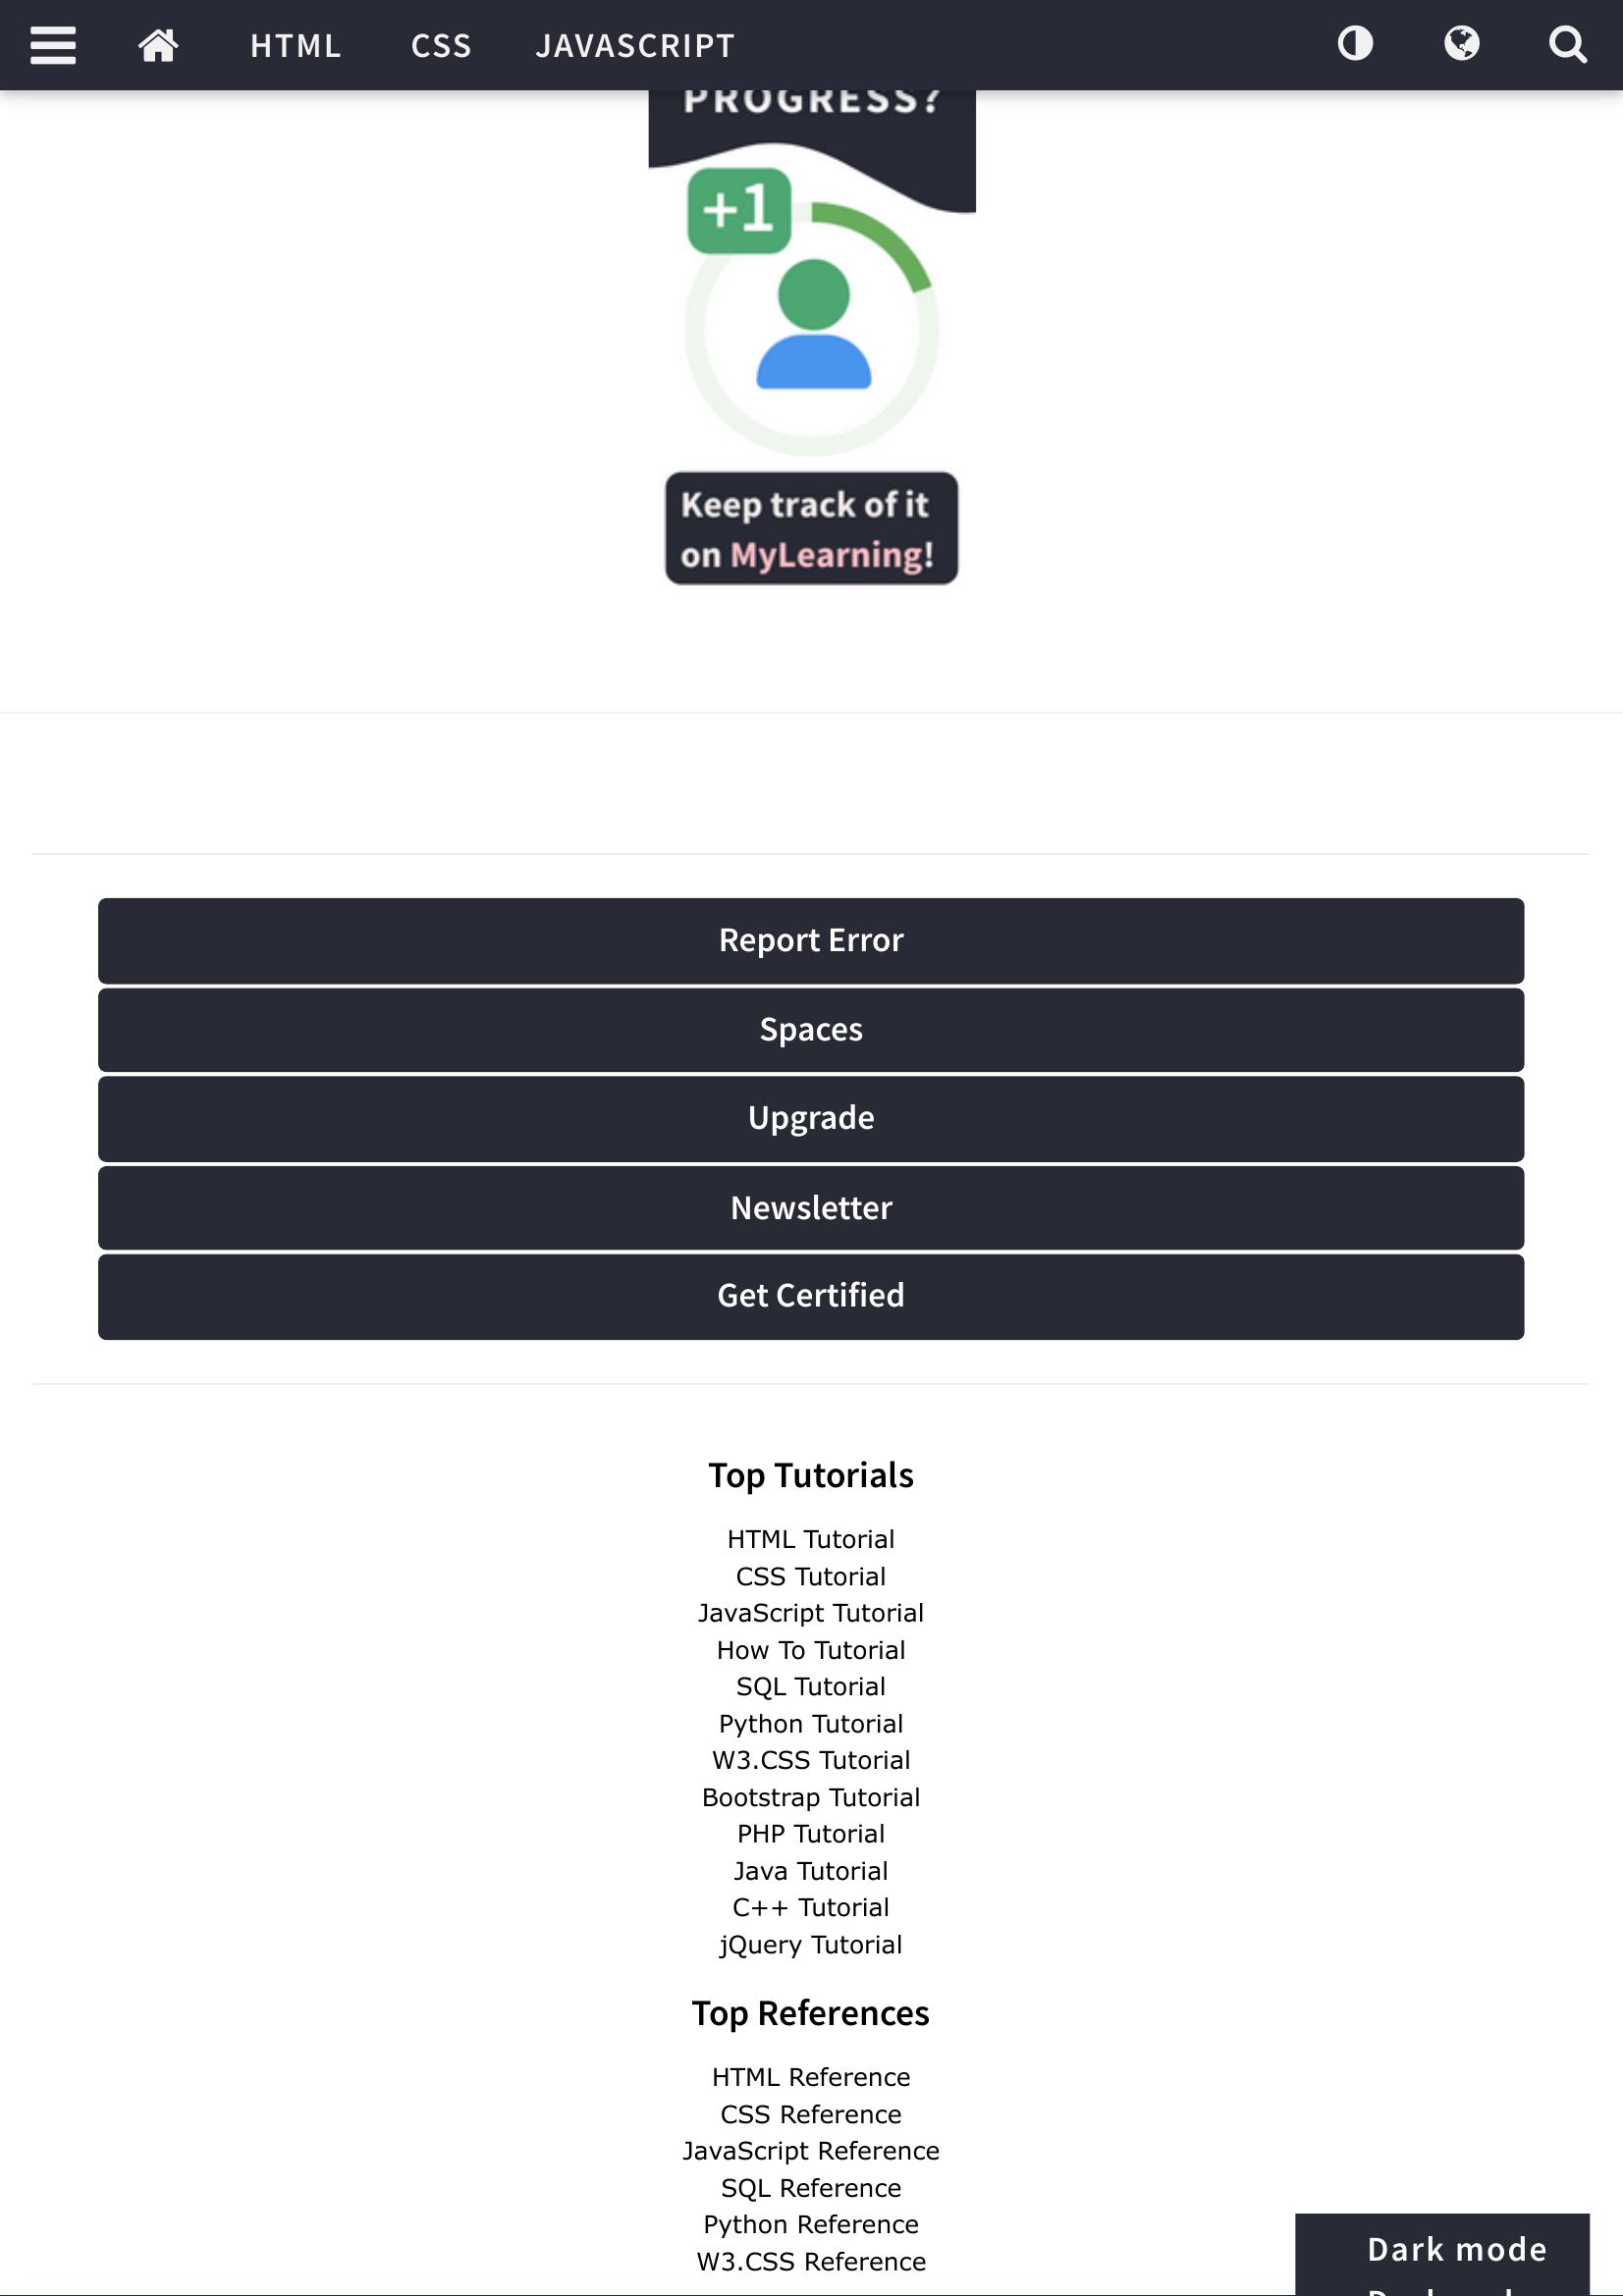 HTML CSS JAVASCRIPT
PROGRESS?
+1
Keep track of it
on MyLearning!
Report Error
Spaces
Upgrade
Newsletter
Get Certified
Top Tutorials
HTML Tutorial
CSS Tutorial
JavaScript Tutorial
How To Tutorial
SQL Tutorial
Python Tutorial
W3.CSS Tutorial
Bootstrap Tutorial
PHP Tutorial
Java Tutorial
C++ Tutorial
jQuery Tutorial
Top References
HTML Reference
CSS Reference
JavaScript Reference
SQL Reference
Python Reference
W3.CSS Reference
Dark mode